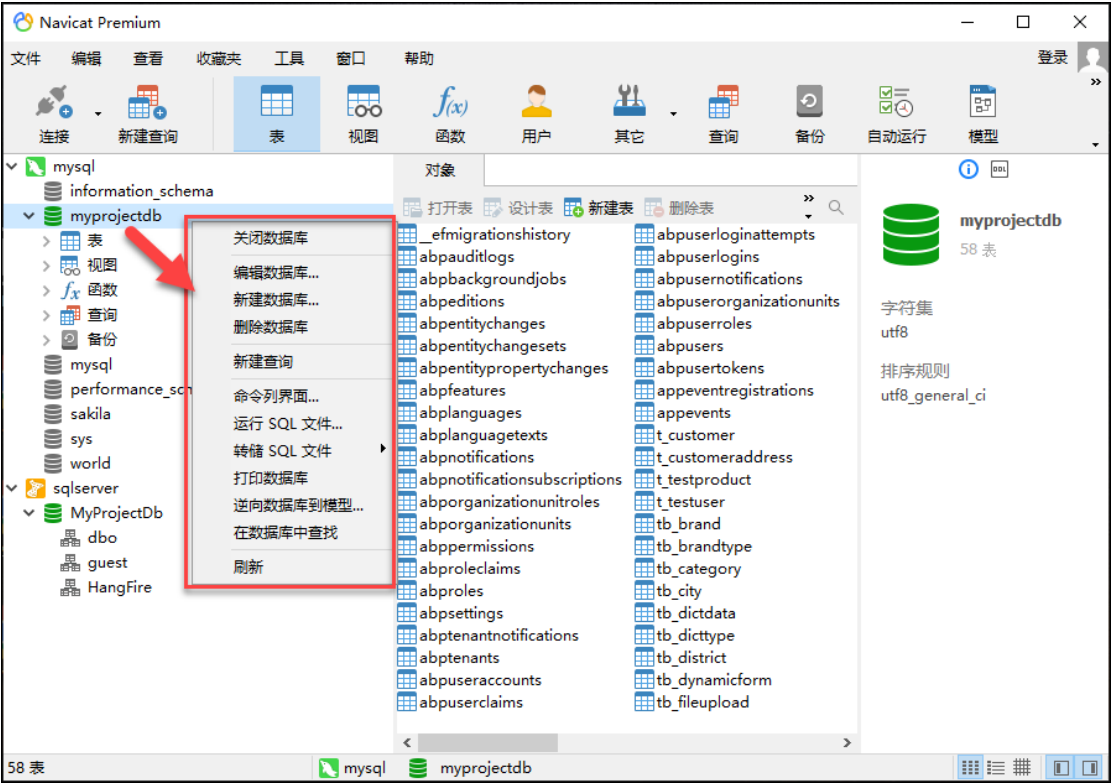 Navicat Premium
文件 编辑 查看 收藏夹 工具 窗口 帮助 登录
连接 新建查询 表 视图 f(x) 函数 用户 其它 查询 备份 自动运行 模型
mysql
information_schema
myprojectdb
表
视图
fx 函数
查询
备份
mysql
performance_sch
sakila
sys
world
sqlserver
MyProjectDb
dbo
guest
HangFire
关闭数据库
编辑数据库...
新建数据库...
删除数据库
新建查询
命令列界面...
运行 SQL 文件...
转储 SQL 文件
打印数据库
逆向数据库到模型...
在数据库中查找
刷新
对象
打开表 设计表 新建表 删除表
__efmigrationshistory
abpauditlogs
abpbackgroundjobs
abpeditions
abpentitychanges
abpentitychangesets
abpentitypropertychanges
abpfeatures
abplanguages
abplanguagetexts
abpnotifications
abpnotificationsubscriptions
abporganizationunitroles
abporganizationunits
abppermissions
abproleclaims
abproles
abpsettings
abptenantnotifications
abptenants
abpuseraccounts
abpuserclaims
abpuserloginattempts
abpuserlogins
abpusernotifications
abpuserorganizationunits
abpuserroles
abpusers
abpusertokens
appeventregistrations
appevents
t_customer
t_customeraddress
t_testproduct
t_testuser
tb_brand
tb_brandtype
tb_category
tb_city
tb_dictdata
tb_dicttype
tb_district
tb_dynamicform
tb_fileupload
DDL
myprojectdb
58 表
字符集
utf8
排序规则
utf8_general_ci
58 表 mysql myprojectdb